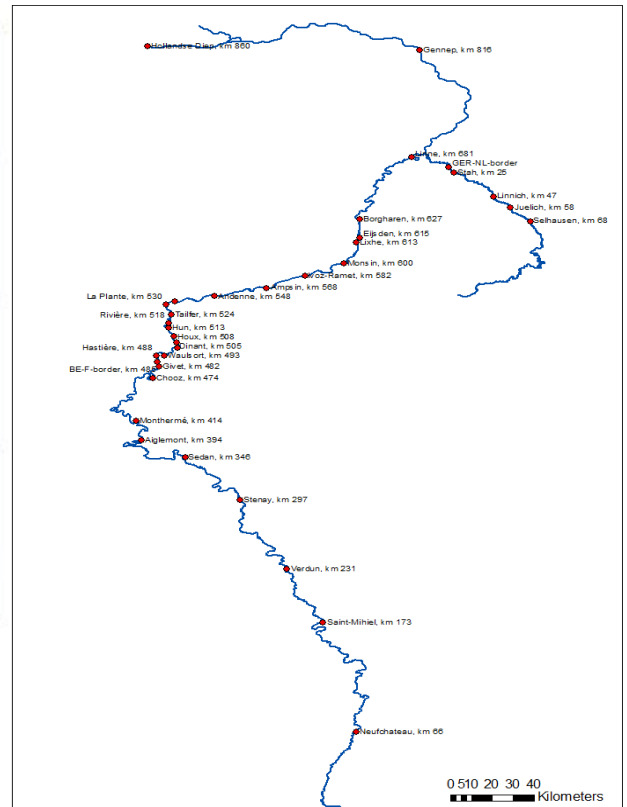 Hollandse Diep, km 860
Gennep, km 816
Linne, km 681
GER-NL-border
Stah, km 25
Linnich, km 47
Juelich, km 58
Selhausen, km 68
Borgharen, km 627
Eijsden, km 615
Lixhe, km 613
Monsin, km 600
Ivoz-Ramet, km 582
Ampsin, km 568
Andenne, km 548
La Plante, km 530
Tailfer, km 524
Rivière, km 518
Hun, km 513
Houx, km 508
Dinant, km 505
Hastière, km 488
Waulsort, km 493
Givet, km 482
BE-F-border, km 485
Chooz, km 474
Monthermé, km 414
Aiglemont, km 394
Sedan, km 346
Stenay, km 297
Verdun, km 231
Saint-Mihiel, km 173
Neufchateau, km 66
0 5 10 20 30 40
Kilometers